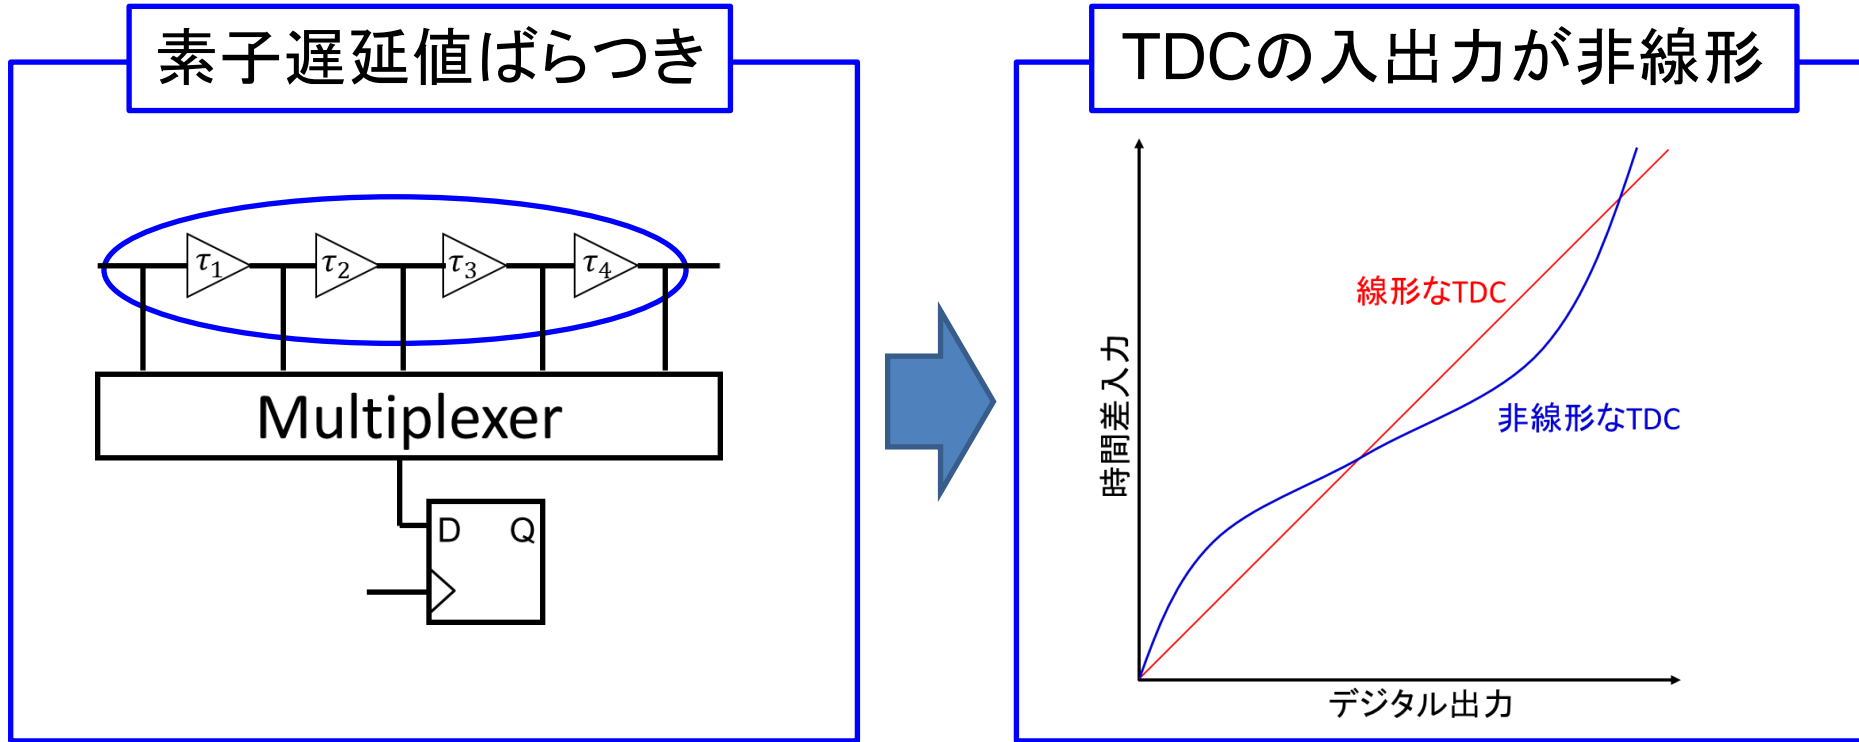 素子遅延値ばらつき
τ1 τ2 τ3 τ4
Multiplexer
D Q
TDCの入出力が非線形
線形なTDC
非線形なTDC
時間差入力
デジタル出力